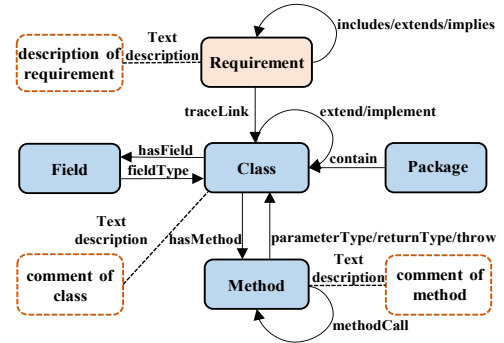 includes/extends/implies
Text
description
description of
requirement
Requirement
traceLink
extend/implement
hasField
Field
fieldType
Class
contain
Package
Text
description
hasMethod
parameterType/returnType/throw
comment of
class
Method
Text
description
comment of
method
methodCall